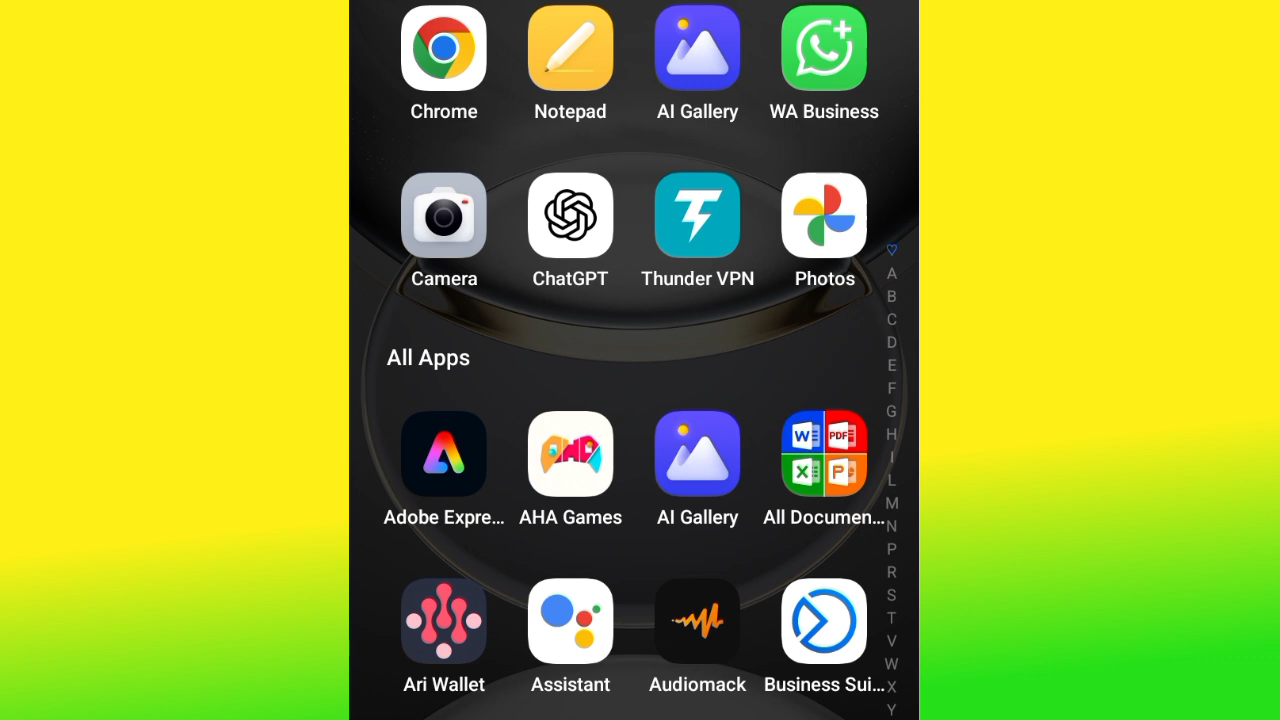 Chrome
Notepad
AI Gallery
WA Business
Camera
ChatGPT
Thunder VPN
Photos
All Apps
Adobe Expre...
AHA Games
AI Gallery
W
PDF
X
P
All Documen...
Ari Wallet
Assistant
Audiomack
Business Sui...
A
B
C
D
E
F
G
H
I
L
M
N
P
R
S
T
V
W
X
Y